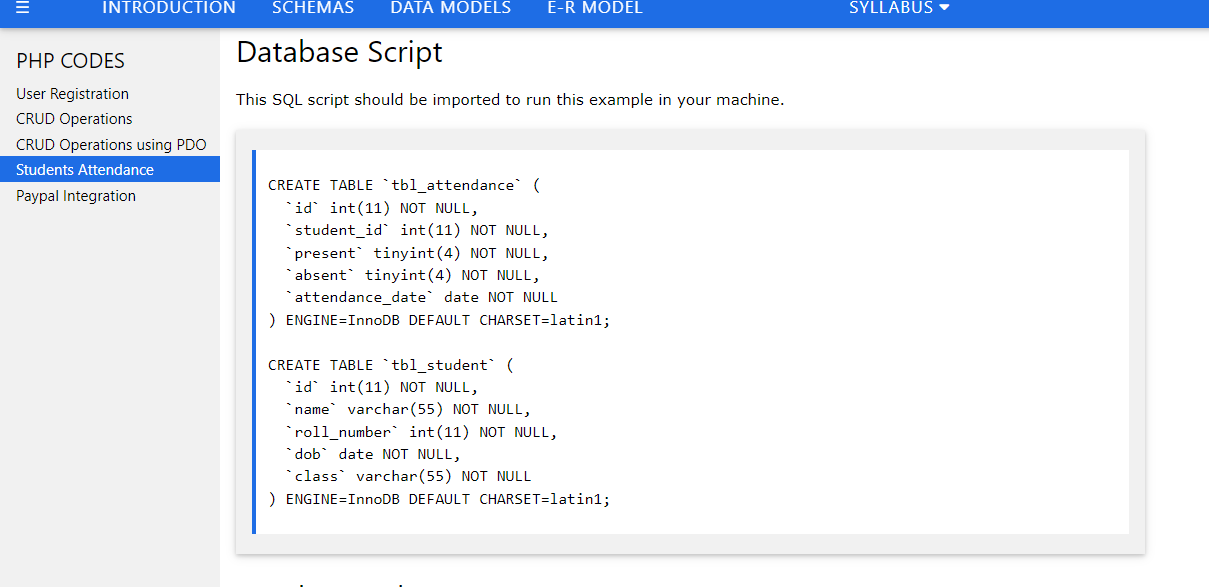 ☰ INTRODUCTION SCHEMAS DATA MODELS E-R MODEL SYLLABUS
PHP CODES
User Registration
CRUD Operations
CRUD Operations using PDO
Students Attendance
Paypal Integration
Database Script
This SQL script should be imported to run this example in your machine.
CREATE TABLE `tbl_attendance` (
  `id` int(11) NOT NULL,
  `student_id` int(11) NOT NULL,
  `present` tinyint(4) NOT NULL,
  `absent` tinyint(4) NOT NULL,
  `attendance_date` date NOT NULL
) ENGINE=InnoDB DEFAULT CHARSET=latin1;
CREATE TABLE `tbl_student` (
  `id` int(11) NOT NULL,
  `name` varchar(55) NOT NULL,
  `roll_number` int(11) NOT NULL,
  `dob` date NOT NULL,
  `class` varchar(55) NOT NULL
) ENGINE=InnoDB DEFAULT CHARSET=latin1;